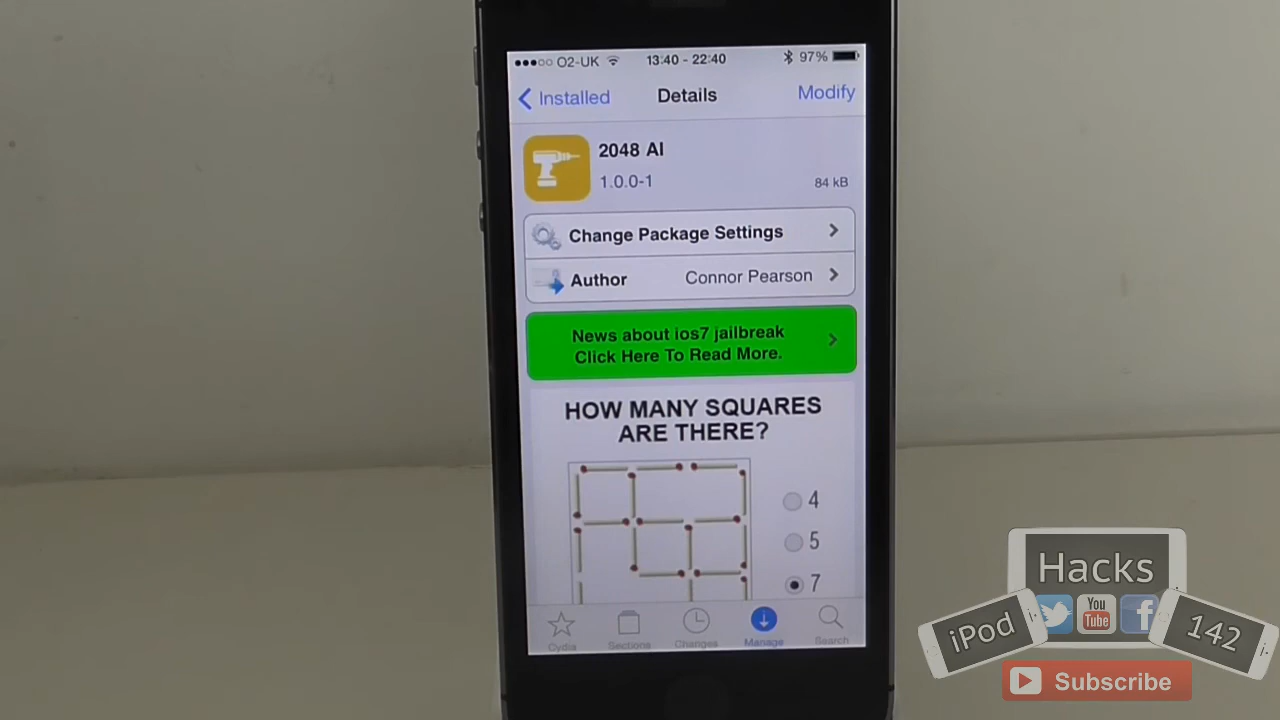 O2-UK 13:40 - 22:40 97%
Installed Details Modify
2048 AI
1.0.0-1 84 kB
Change Package Settings
Author Connor Pearson
News about ios7 jailbreak
Click Here To Read More.
HOW MANY SQUARES
ARE THERE?
4
5
7
Cydia Sections Changes Manage Search
Hacks
You
Tube
iPod
142
Subscribe